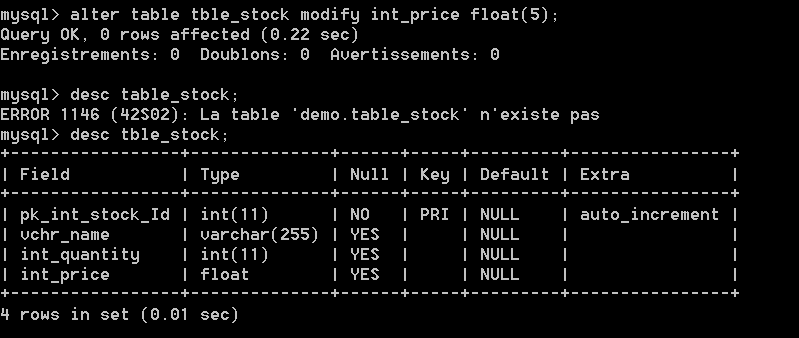 mysql> alter table tble_stock modify int_price float(5);
Query OK, 0 rows affected (0.22 sec)
Enregistrements: 0  Doublons: 0  Avertissements: 0

mysql> desc table_stock;
ERROR 1146 (42S02): La table 'demo.table_stock' n'existe pas
mysql> desc tble_stock;
+-----------------+--------------+------+-----+---------+----------------+
| Field           | Type         | Null | Key | Default | Extra          |
+-----------------+--------------+------+-----+---------+----------------+
| pk_int_stock_Id | int(11)      | NO   | PRI | NULL    | auto_increment |
| vchr_name       | varchar(255) | YES  |     | NULL    |                |
| int_quantity    | int(11)      | YES  |     | NULL    |                |
| int_price       | float        | YES  |     | NULL    |                |
+-----------------+--------------+------+-----+---------+----------------+
4 rows in set (0.01 sec)